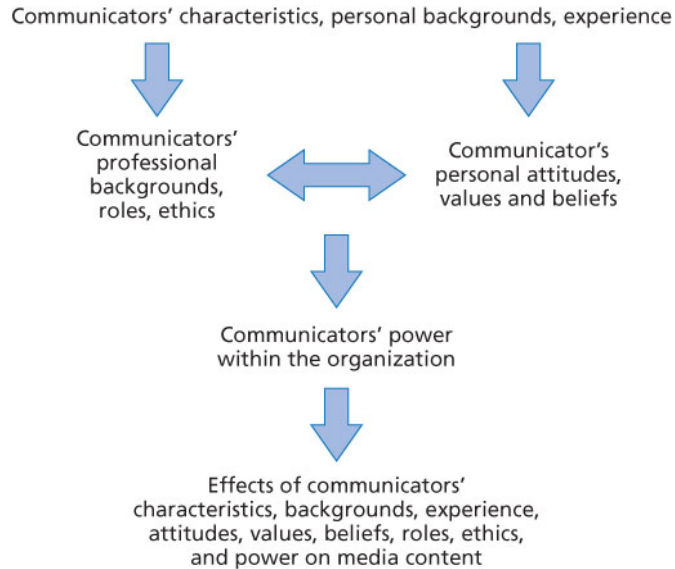 Communicators’ characteristics, personal backgrounds, experience
Communicators’
professional
backgrounds,
roles, ethics
Communicator’s
personal attitudes,
values and beliefs
Communicators’ power
within the organization
Effects of communicators’
characteristics, backgrounds, experience,
attitudes, values, beliefs, roles, ethics,
and power on media content